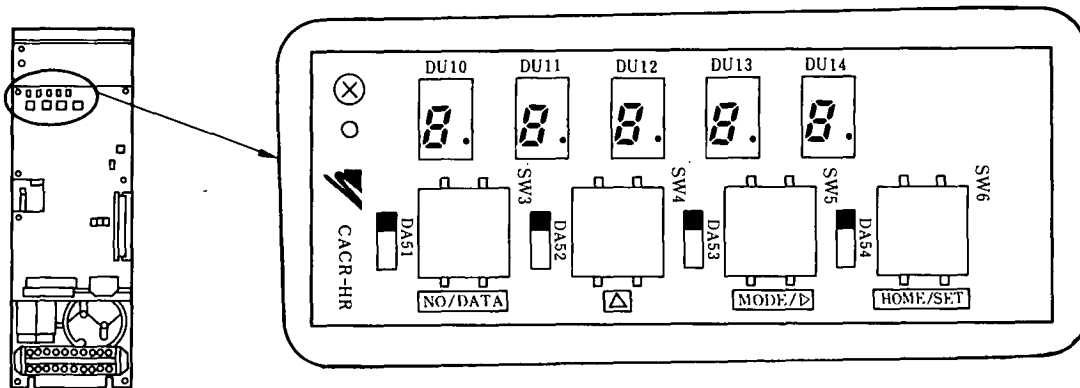 DU10 DU11 DU12 DU13 DU14
8. 8. 8. 8. 8.
SW3 SW4 SW5 SW6
DA51 DA52 DA53 DA54
CACR-HR
NO/DATA △ MODE/▷ HOME/SET